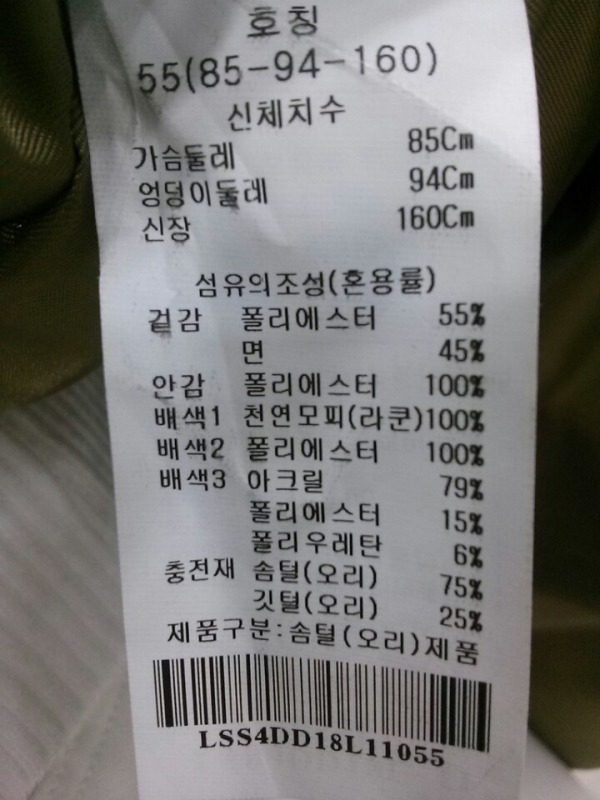 호칭
55(85-94-160)
신체치수
가슴둘레 85Cm
엉덩이둘레 94Cm
신장 160Cm
섬유의조성(혼용률)
겉감 폴리에스터 55%
면 45%
안감 폴리에스터 100%
배색1 천연모피(라쿤)100%
배색2 폴리에스터 100%
배색3 아크릴 79%
폴리에스터 15%
폴리우레탄 6%
충전재 솜털(오리) 75%
깃털(오리) 25%
제품구분:솜털(오리)제품
LSS4DD18L11055